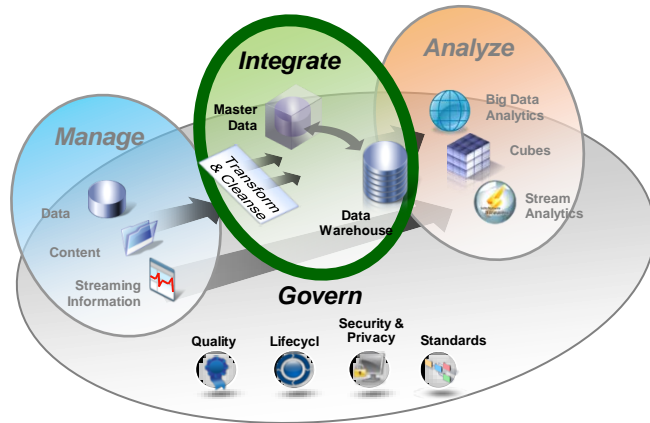 Analyze
Integrate
Manage
Master
Data
Big Data
Analytics
Cubes
Transform
& Cleanse
Data
Content
Streaming
Information
Data
Warehouse
Stream
Analytics
Govern
Quality
Lifecycl
Security &
Privacy
Standards